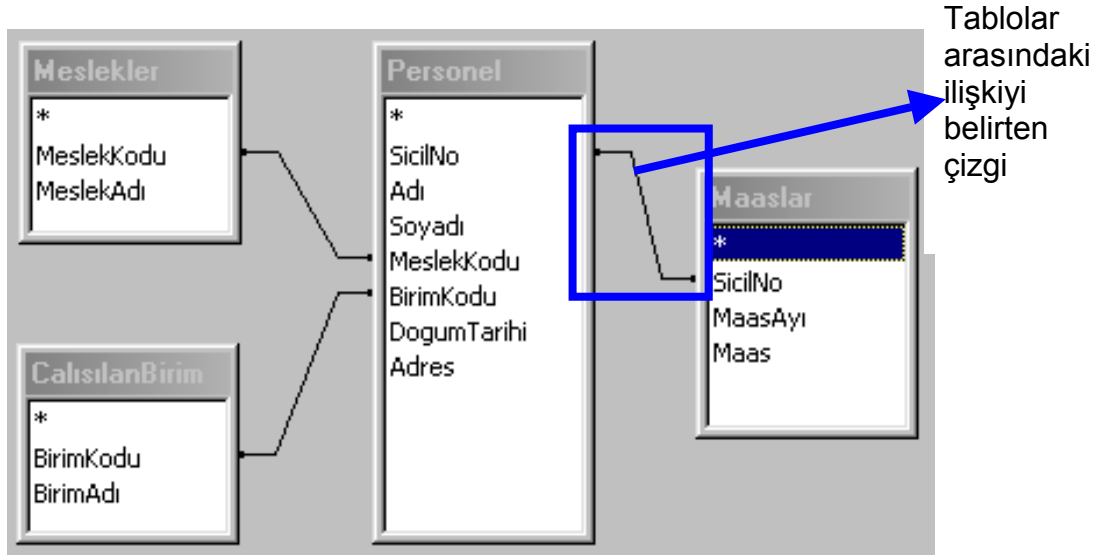 Tablolar
arasındaki
ilişkiyi
belirten
çizgi
Meslekler
*
MeslekKodu
MeslekAdı
Personel
*
SicilNo
Adı
Soyadı
MeslekKodu
BirimKodu
DogumTarihi
Adres
Maaslar
*
SicilNo
MaasAyı
Maas
CalısılanBirim
*
BirimKodu
BirimAdı